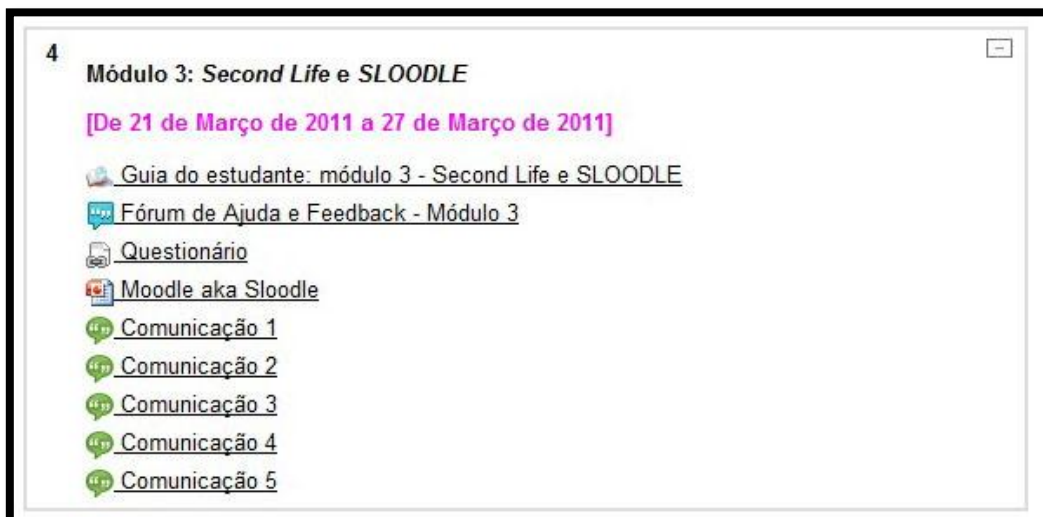 4
Módulo 3: Second Life e SLOODLE
[De 21 de Março de 2011 a 27 de Março de 2011]
Guia do estudante: módulo 3 - Second Life e SLOODLE
Fórum de Ajuda e Feedback - Módulo 3
Questionário
Moodle aka Sloodle
Comunicação 1
Comunicação 2
Comunicação 3
Comunicação 4
Comunicação 5